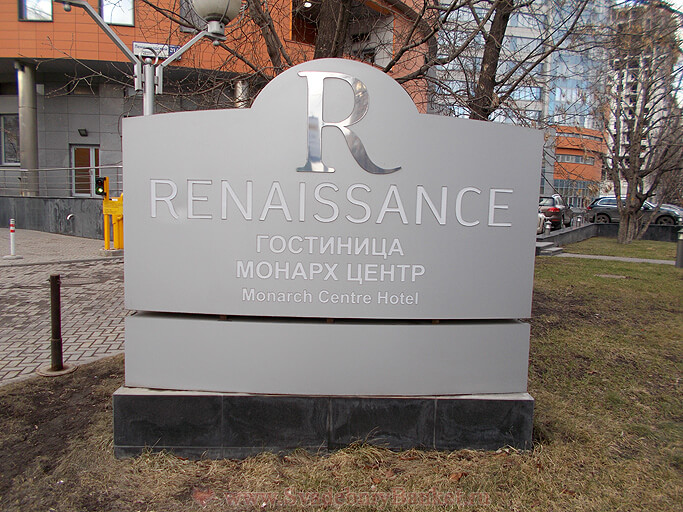 R
RENAISSANCE
ГОСТИНИЦА
МОНАРХ ЦЕНТР
Monarch Centre Hotel